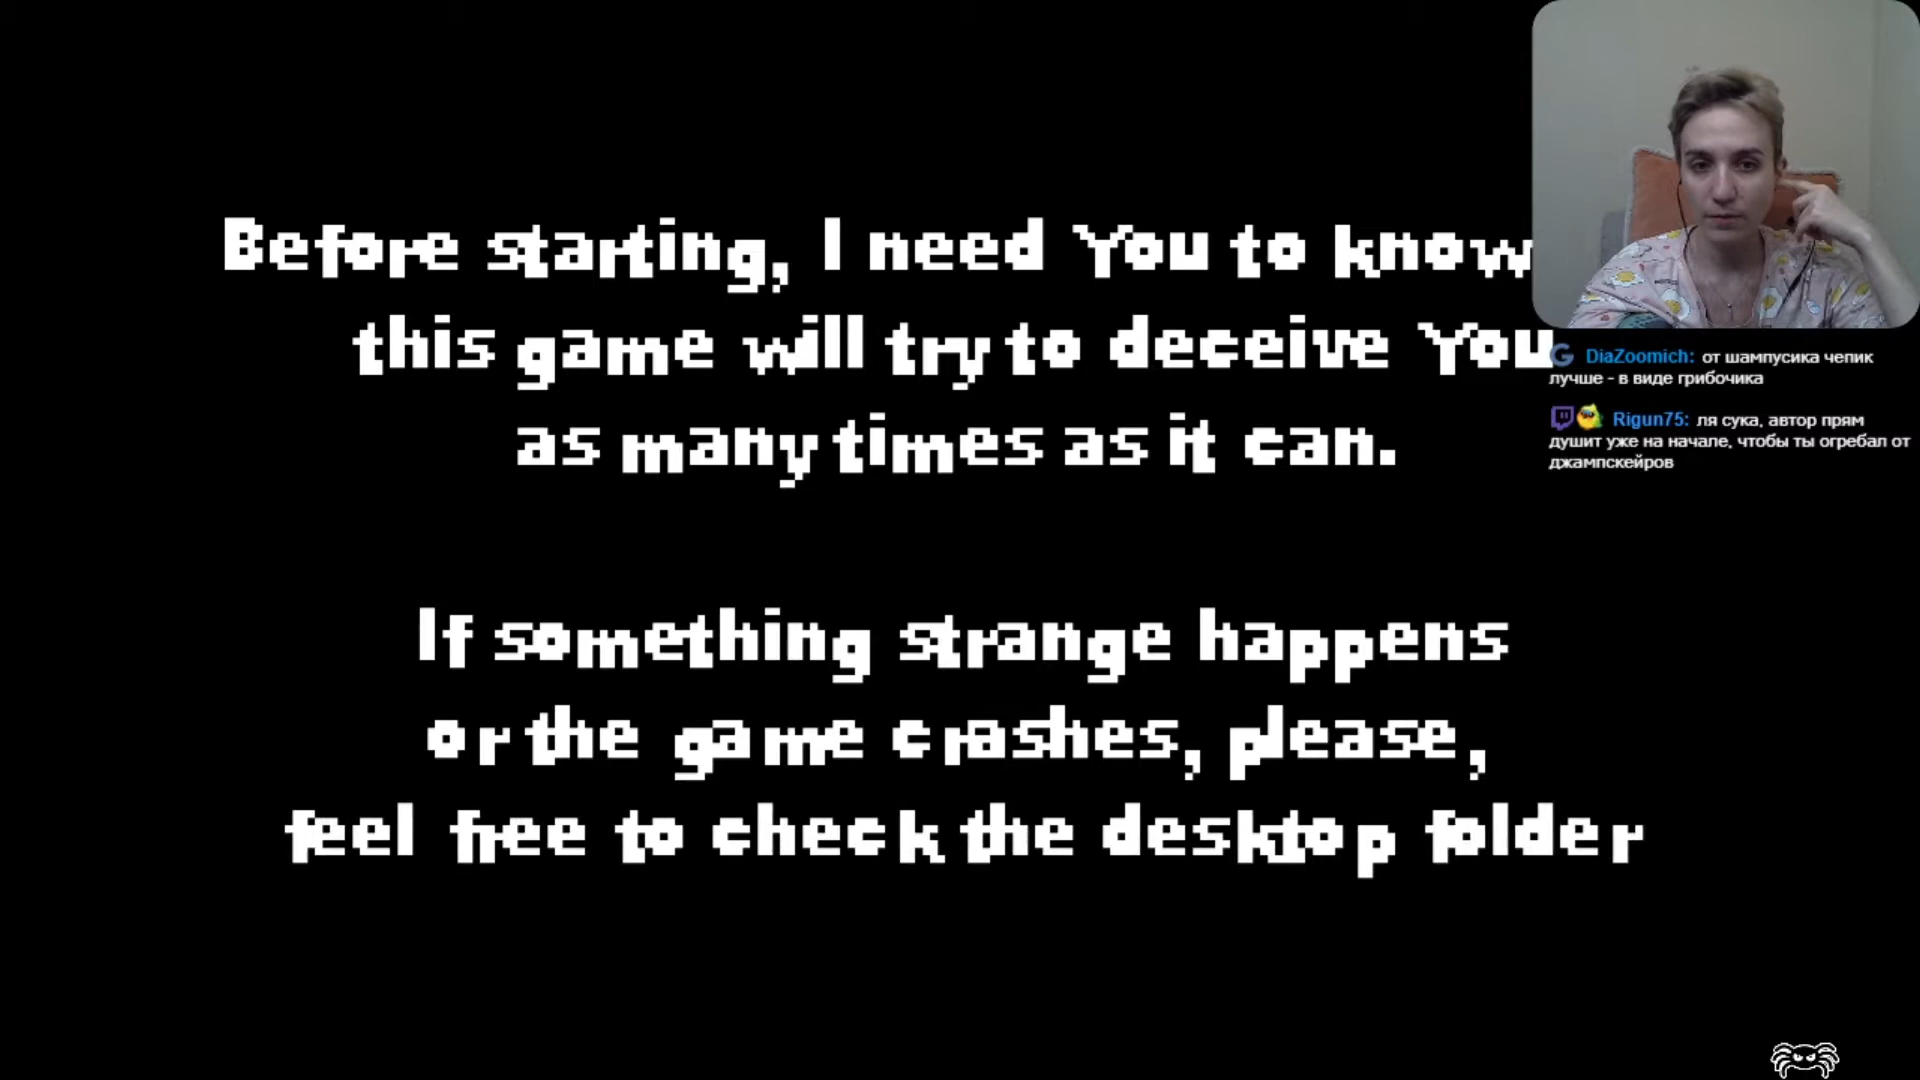 Before starting, I need You to know
this game will try to deceive You
as many times as it can.
If something strange happens
or the game crashes, please,
feel free to check the desktop folder
DiaZoomich: от шампусика чепик
лучше - в виде грибочика
Rigun75: ля сука, автор прям
душит уже на начале, чтобы ты огребал от
джампскейров